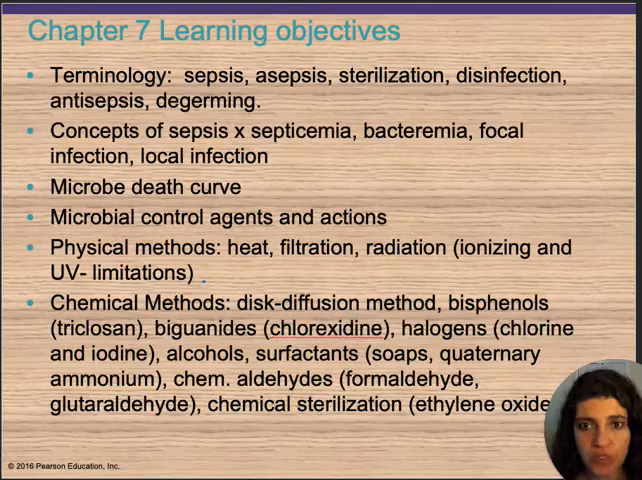 Chapter 7 Learning objectives
• Terminology:  sepsis, asepsis, sterilization, disinfection,
antisepsis, degerming.
• Concepts of sepsis x septicemia, bacteremia, focal
infection, local infection
• Microbe death curve
• Microbial control agents and actions
• Physical methods: heat, filtration, radiation (ionizing and
UV- limitations)
• Chemical Methods: disk-diffusion method, bisphenols
(triclosan), biguanides (chlorexidine), halogens (chlorine
and iodine), alcohols, surfactants (soaps, quaternary
ammonium), chem. aldehydes (formaldehyde,
glutaraldehyde), chemical sterilization (ethylene oxide
© 2016 Pearson Education, Inc.